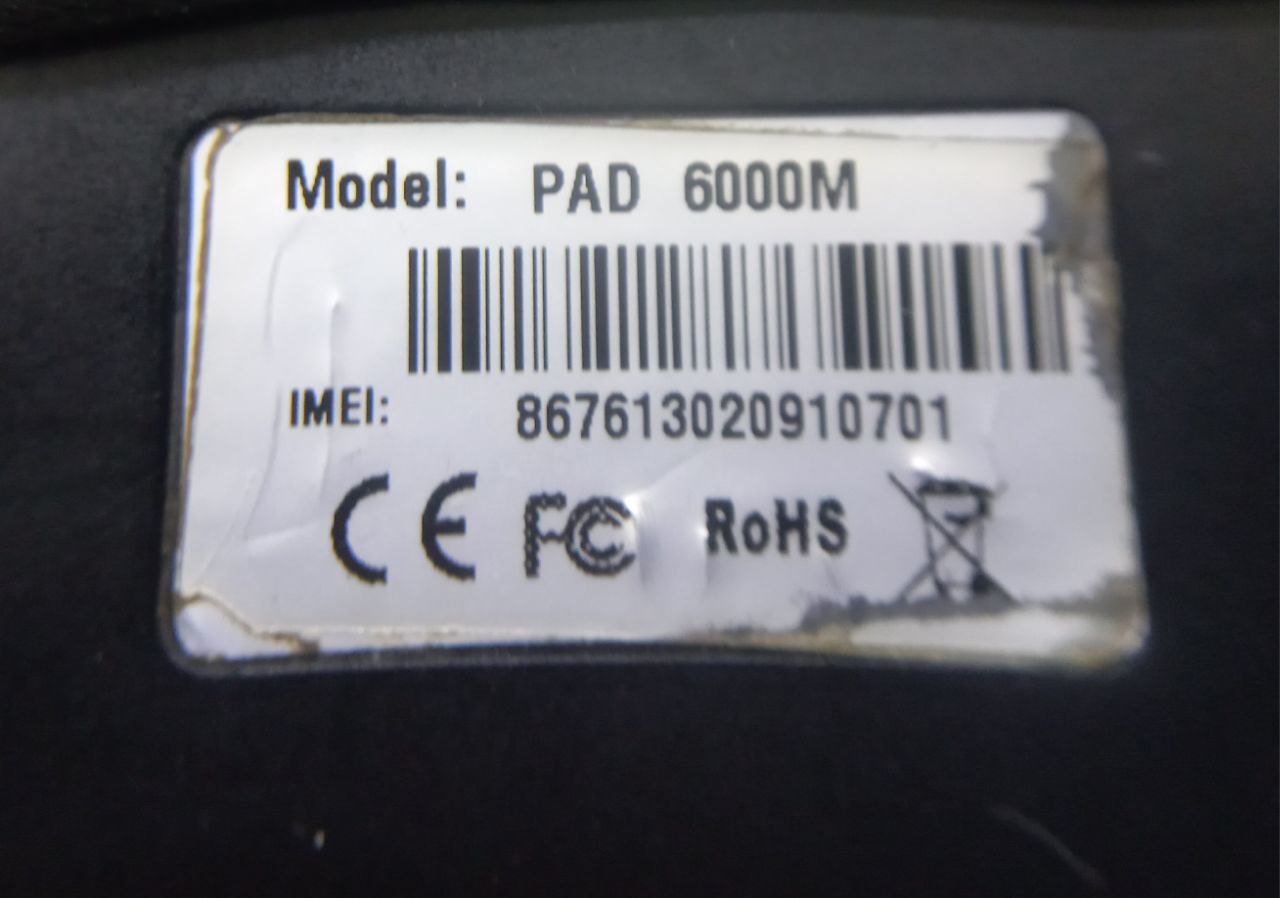 Model: PAD 6000M
IMEI: 867613020910701
CE FC RoHS